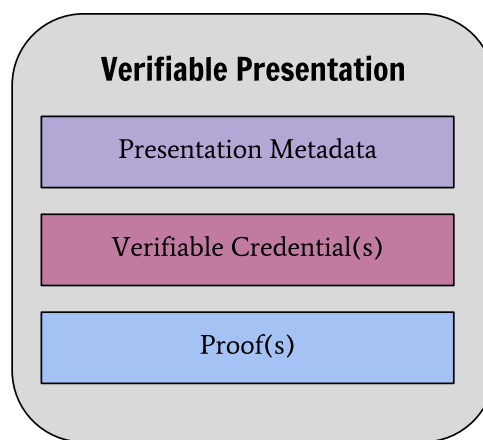 Verifiable Presentation
Presentation Metadata
Verifiable Credential(s)
Proof(s)